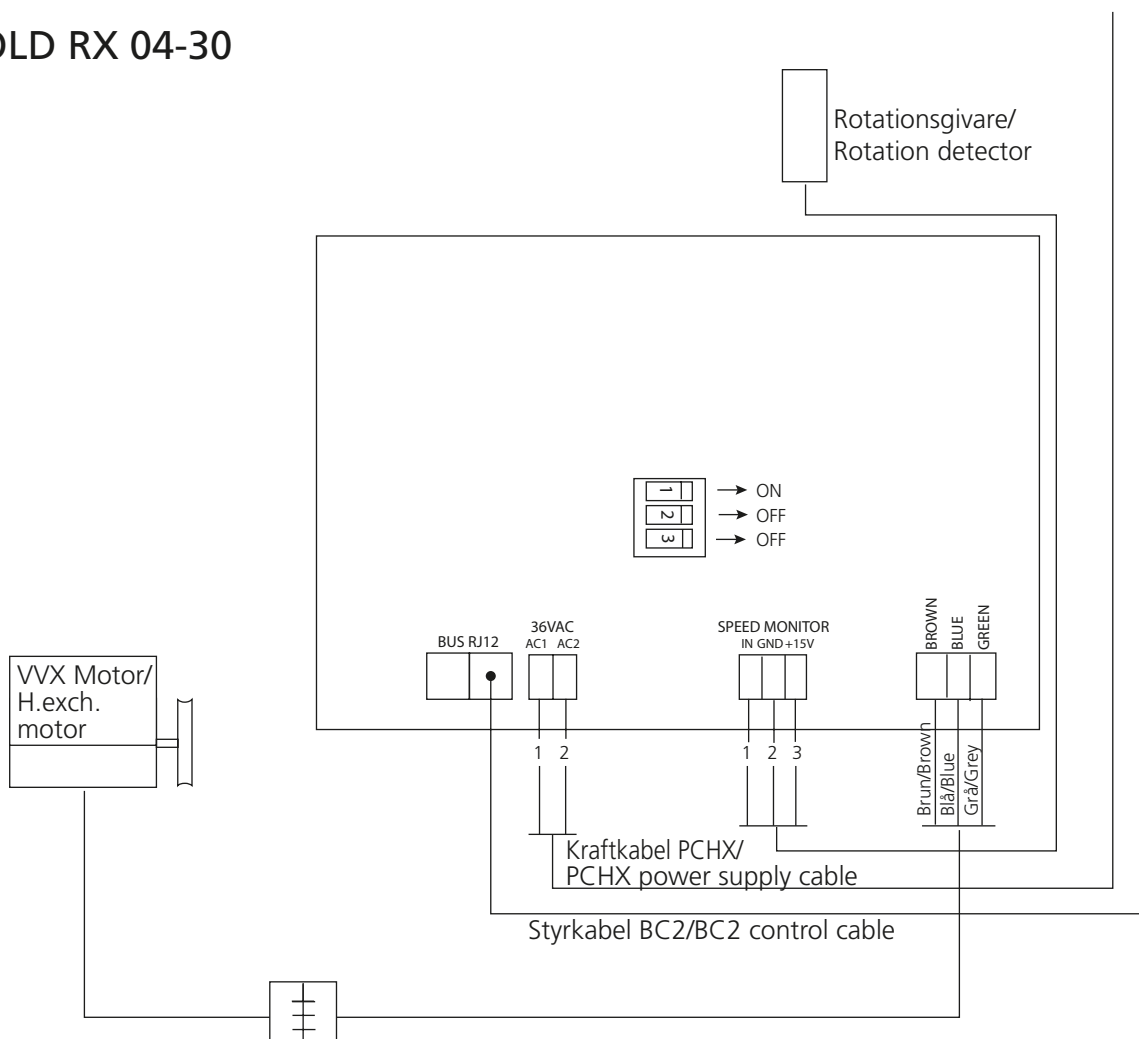 OLD RX 04-30
Rotationsgivare/
Rotation detector
1 ON
2 OFF
3 OFF
BUS RJ12
36VAC
AC1 AC2
SPEED MONITOR
IN GND +15V
BROWN
BLUE
GREEN
VVX Motor/
H.exch.
motor
1 2
1 2 3
Brun/Brown
Blå/Blue
Grå/Grey
Kraftkabel PCHX/
PCHX power supply cable
Styrkabel BC2/BC2 control cable